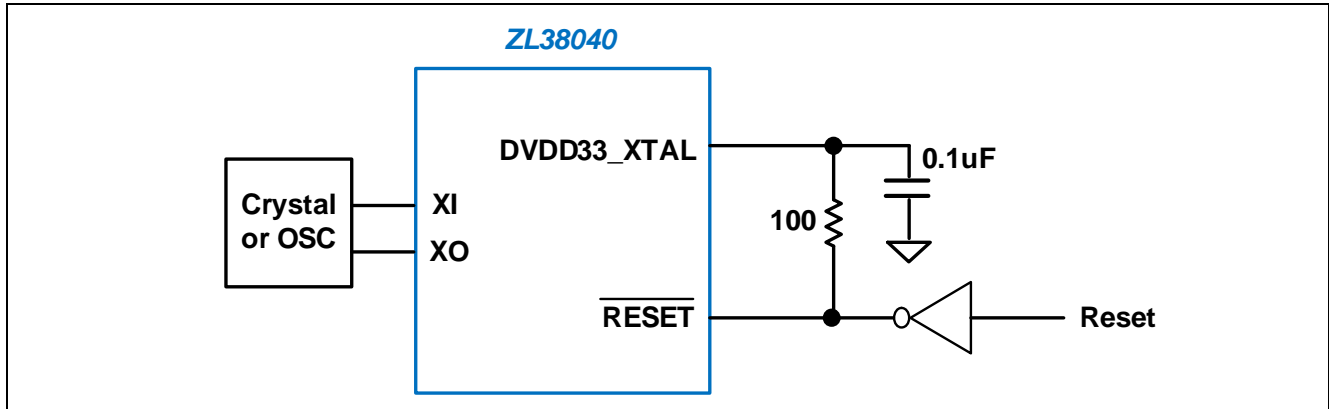 ZL38040
DVDD33_XTAL
0.1uF
Crystal
or OSC
XI
XO
100
RESET
Reset